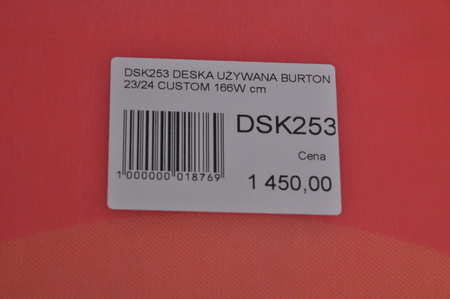 DSK253 DESKA UŻYWANA BURTON
23/24 CUSTOM 166W cm
DSK253
Cena
1 000000 018769
1 450,00